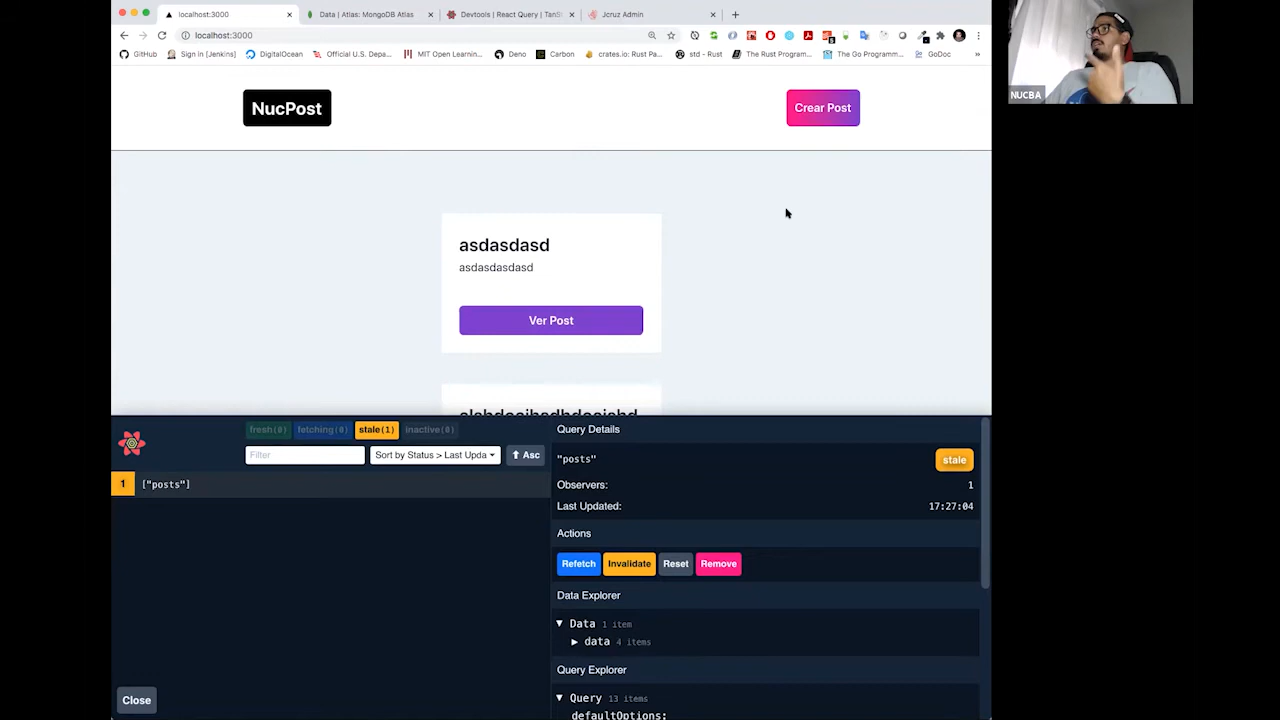 localhost:3000
Data | Atlas: MongoDB Atlas
Devtools | React Query | TanS
Jcruz Admin
localhost:3000
GitHub
Sign in [Jenkins]
DigitalOcean
Official U.S. Depa...
MIT Open Learnin...
Deno
Carbon
crates.io: Rust Pa...
std - Rust
The Rust Program...
The Go Programm...
GoDoc
»
NucPost
Crear Post
NUCBA
asdasdasd
asdasdasdasd
Ver Post
fresh(0) fetching(0) stale(1) inactive(0)
Filter
Sort by Status > Last Upda
↑ Asc
1 ["posts"]
Close
Query Details
"posts"
stale
Observers: 1
Last Updated: 17:27:04
Actions
Refetch Invalidate Reset Remove
Data Explorer
▼ Data 1 item
▶ data 4 items
Query Explorer
▼ Query 13 items
defaultOptions: